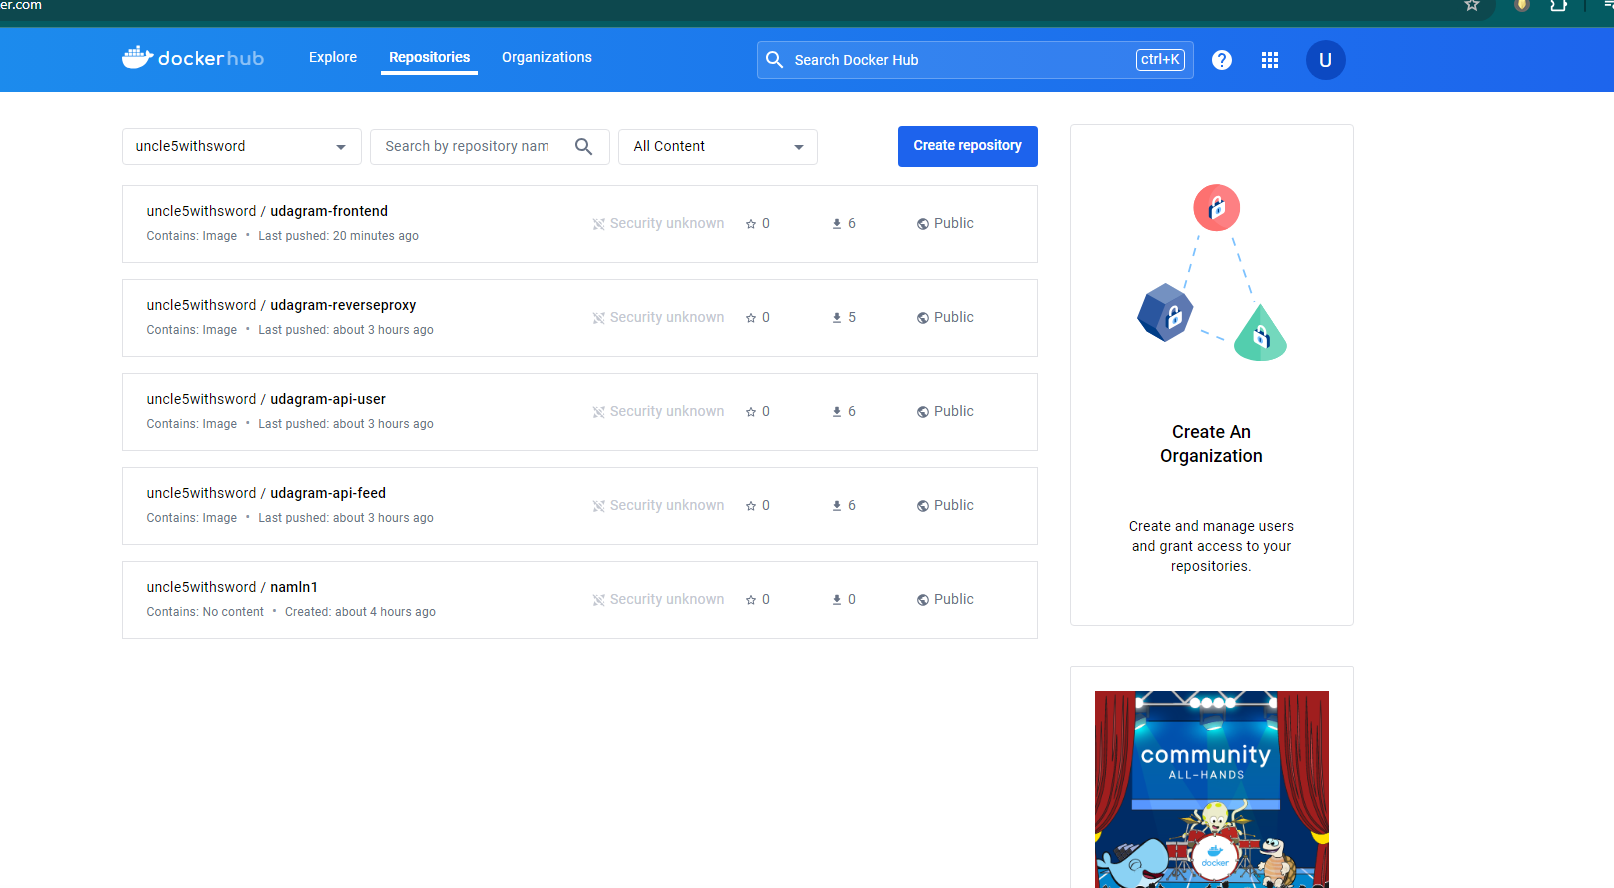 er.com
dockerhub
Explore
Repositories
Organizations
Search Docker Hub
ctrl+K
U
uncle5withsword
Search by repository nam
All Content
Create repository
uncle5withsword / udagram-frontend
Contains: Image • Last pushed: 20 minutes ago
Security unknown
0
6
Public
uncle5withsword / udagram-reverseproxy
Contains: Image • Last pushed: about 3 hours ago
Security unknown
0
5
Public
uncle5withsword / udagram-api-user
Contains: Image • Last pushed: about 3 hours ago
Security unknown
0
6
Public
uncle5withsword / udagram-api-feed
Contains: Image • Last pushed: about 3 hours ago
Security unknown
0
6
Public
uncle5withsword / namln1
Contains: No content • Created: about 4 hours ago
Security unknown
0
0
Public
Create An
Organization
Create and manage users
and grant access to your
repositories.
community
ALL-HANDS
docker